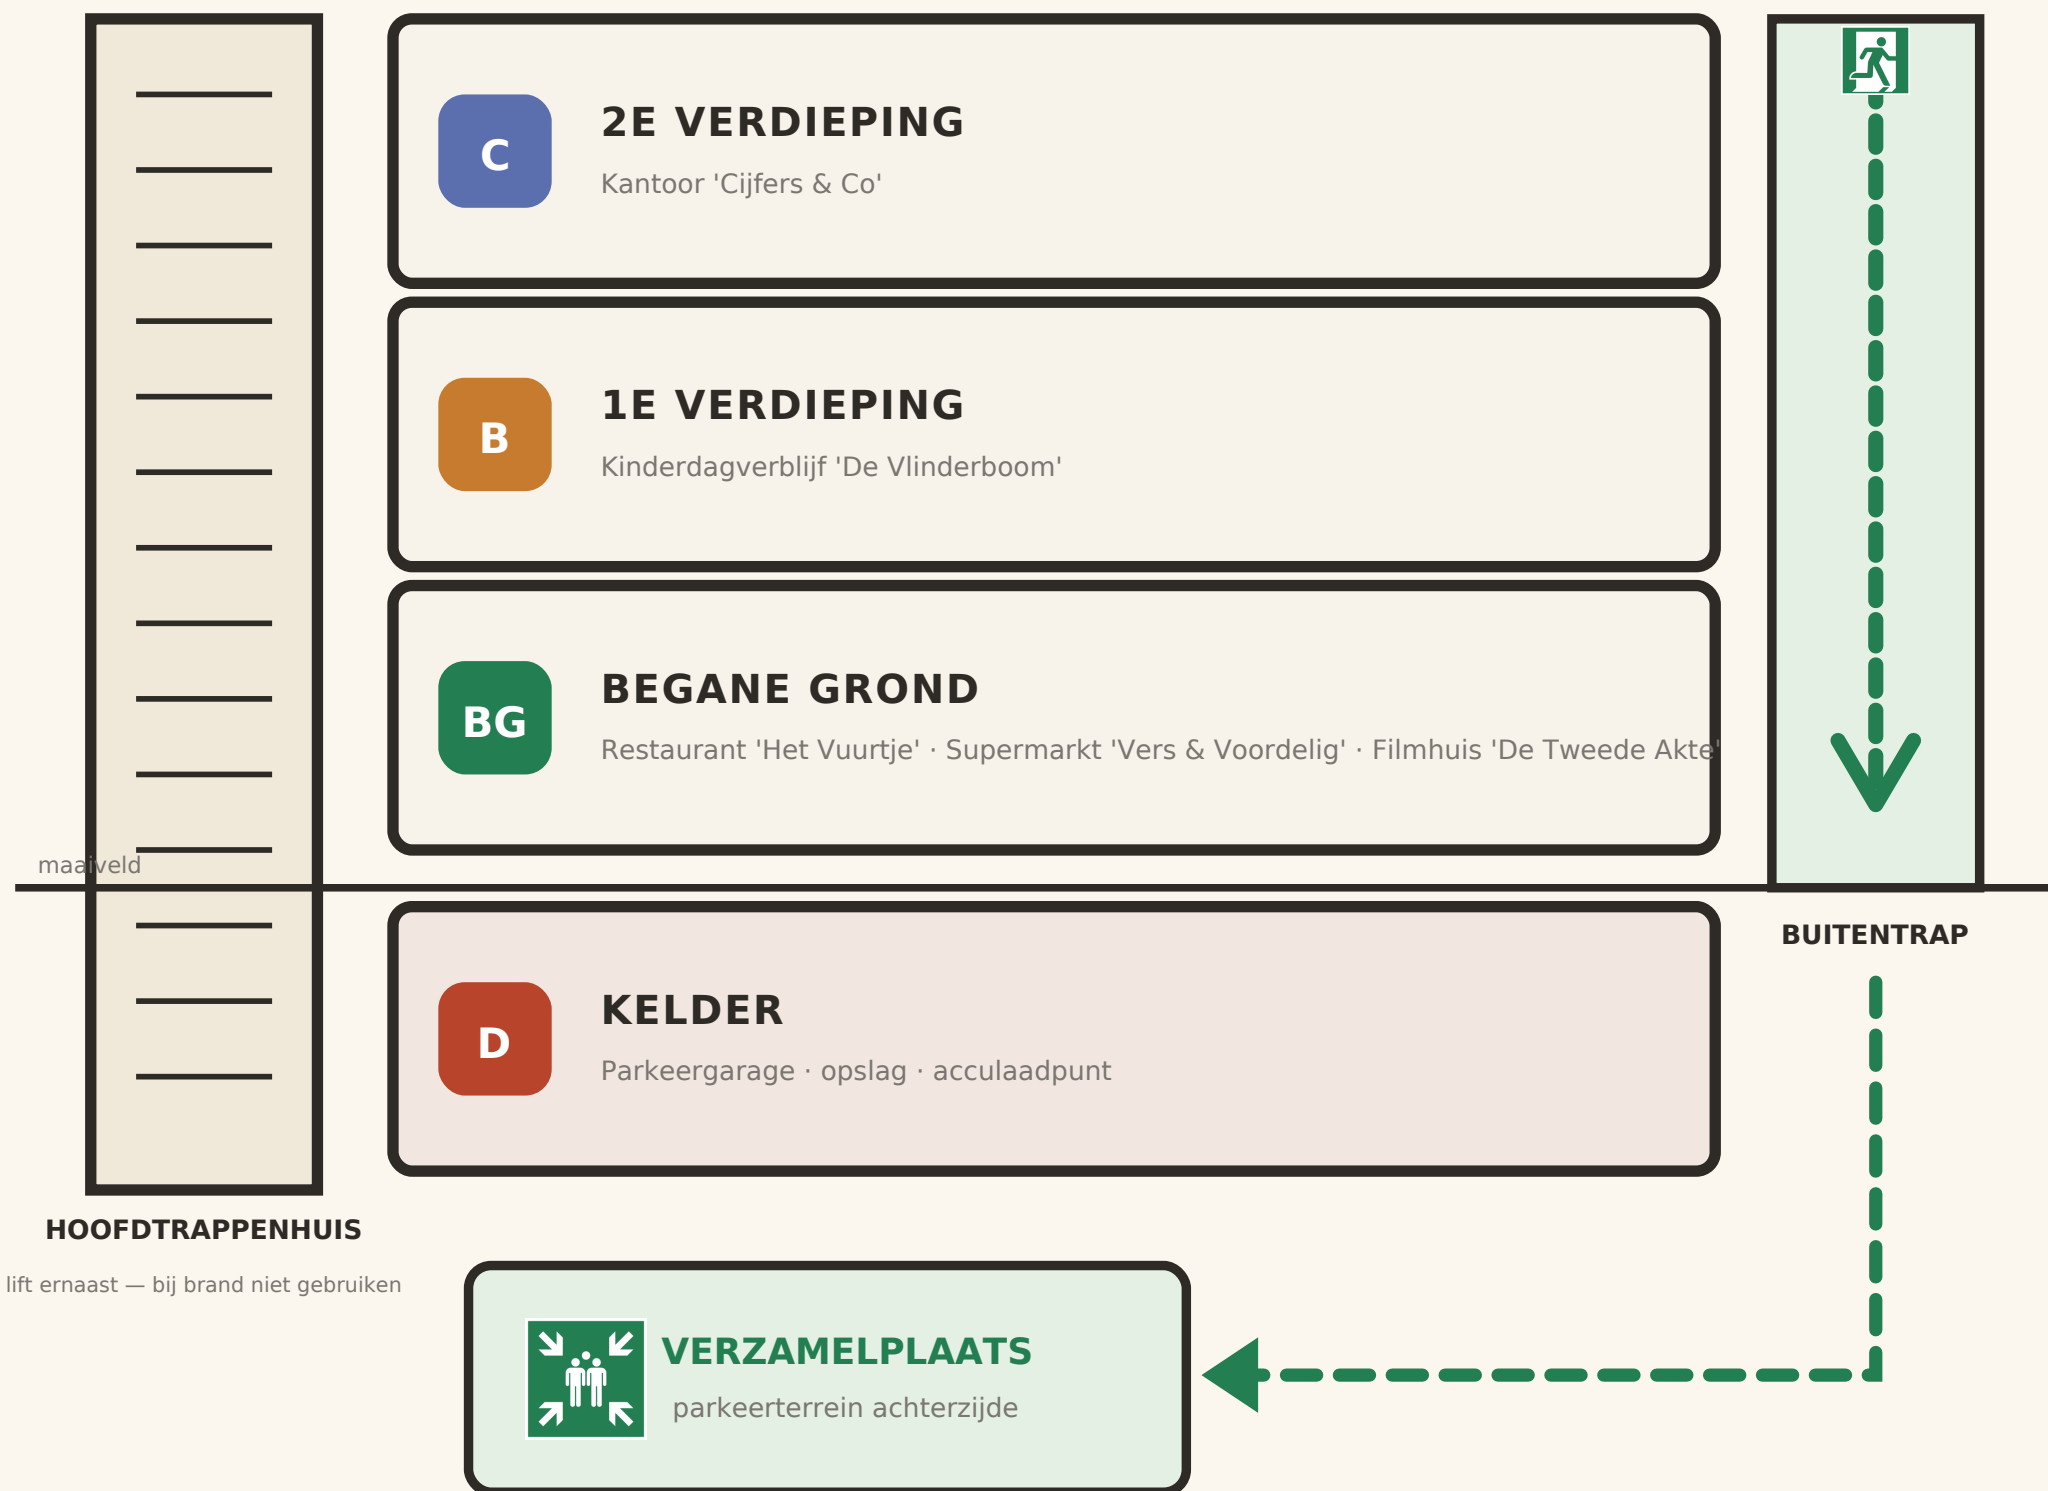 C
2E VERDIEPING
Kantoor 'Cijfers & Co'
B
1E VERDIEPING
Kinderdagverblijf 'De Vlinderboom'
BG
BEGANE GROND
Restaurant 'Het Vuurtje' · Supermarkt 'Vers & Voordelig' · Filmhuis 'De Tweede Akte'
maaiveld
BUITENTRAP
D
KELDER
Parkeergarage · opslag · acculaadpunt
HOOFDTRAPPENHUIS
lift ernaast — bij brand niet gebruiken
VERZAMELPLAATS
parkeerterrein achterzijde